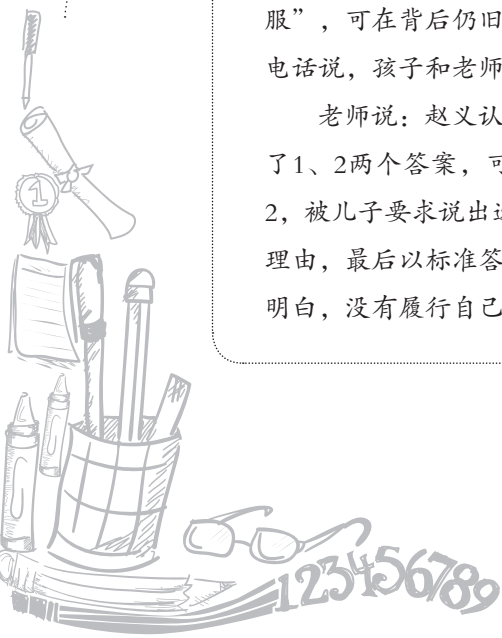 服”，可在背后仍旧
电话说，孩子和老师
老师说：赵义认
了1、2两个答案，可
2，被儿子要求说出这
理由，最后以标准答
明白，没有履行自己
1
123456789